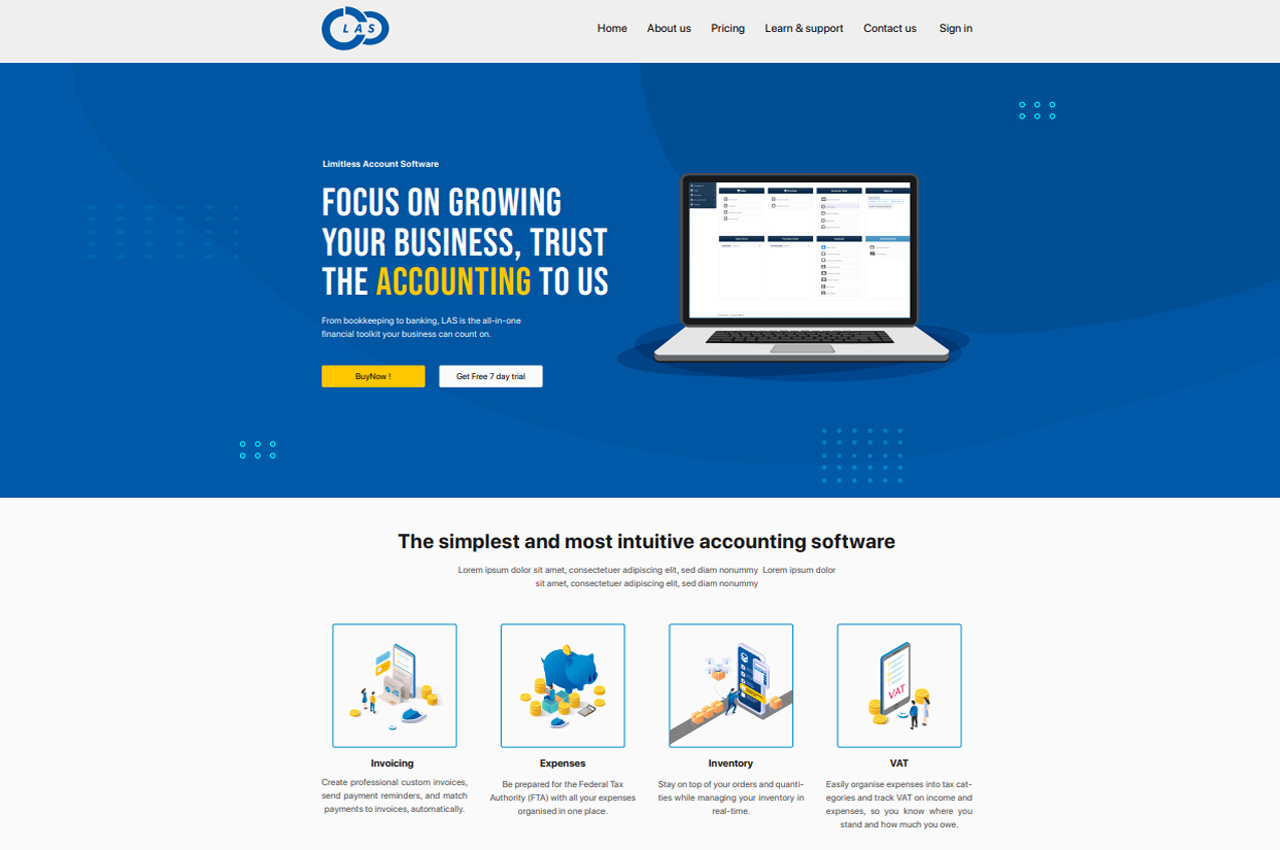 LAS
Home About us Pricing Learn & support Contact us Sign in
Limitless Account Software
FOCUS ON GROWING
YOUR BUSINESS, TRUST
THE ACCOUNTING TO US
From bookkeeping to banking, LAS is the all-in-one
financial toolkit your business can count on.
BuyNow !
Get Free 7 day trial
The simplest and most intuitive accounting software
Lorem ipsum dolor sit amet, consectetuer adipiscing elit, sed diam nonummy Lorem ipsum dolor
sit amet, consectetuer adipiscing elit, sed diam nonummy
VAT
Invoicing
Create professional custom invoices,
send payment reminders, and match
payments to invoices, automatically.
Expenses
Be prepared for the Federal Tax
Authority (FTA) with all your expenses
organised in one place.
Inventory
Stay on top of your orders and quanti-
ties while managing your inventory in
real-time.
VAT
Easily organise expenses into tax cat-
egories and track VAT on income and
expenses, so you know where you
stand and how much you owe.